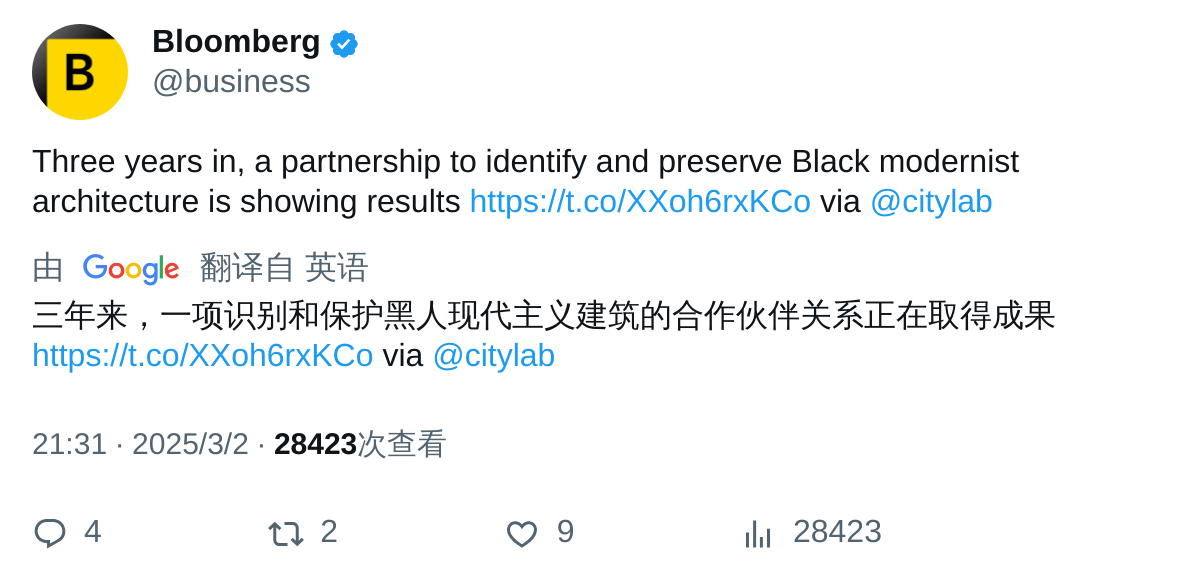 B
Bloomberg
@business
Three years in, a partnership to identify and preserve Black modernist
architecture is showing results https://t.co/XXoh6rxKCo via @citylab
由 Google 翻译自 英语
三年来，一项识别和保护黑人现代主义建筑的合作伙伴关系正在取得成果
https://t.co/XXoh6rxKCo via @citylab
21:31 · 2025/3/2 · 28423次查看
4 2 9 28423